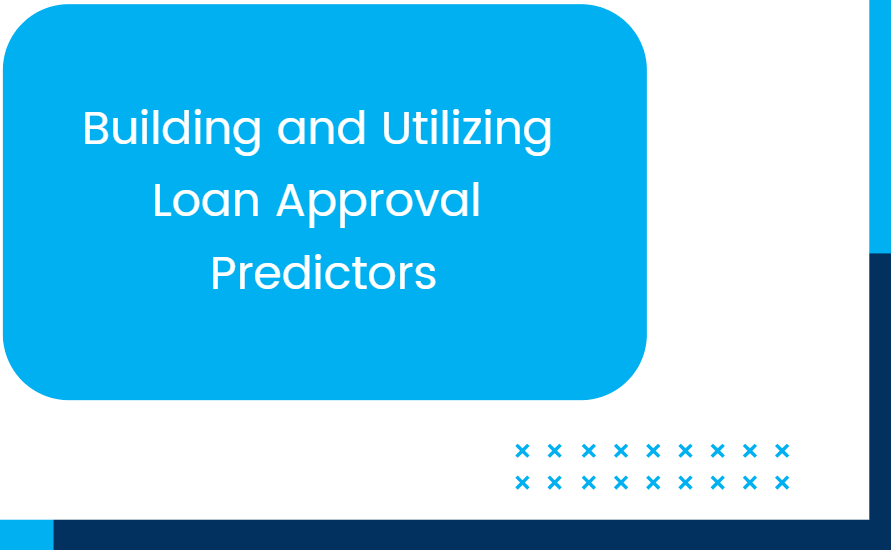 Building and Utilizing
Loan Approval
Predictors